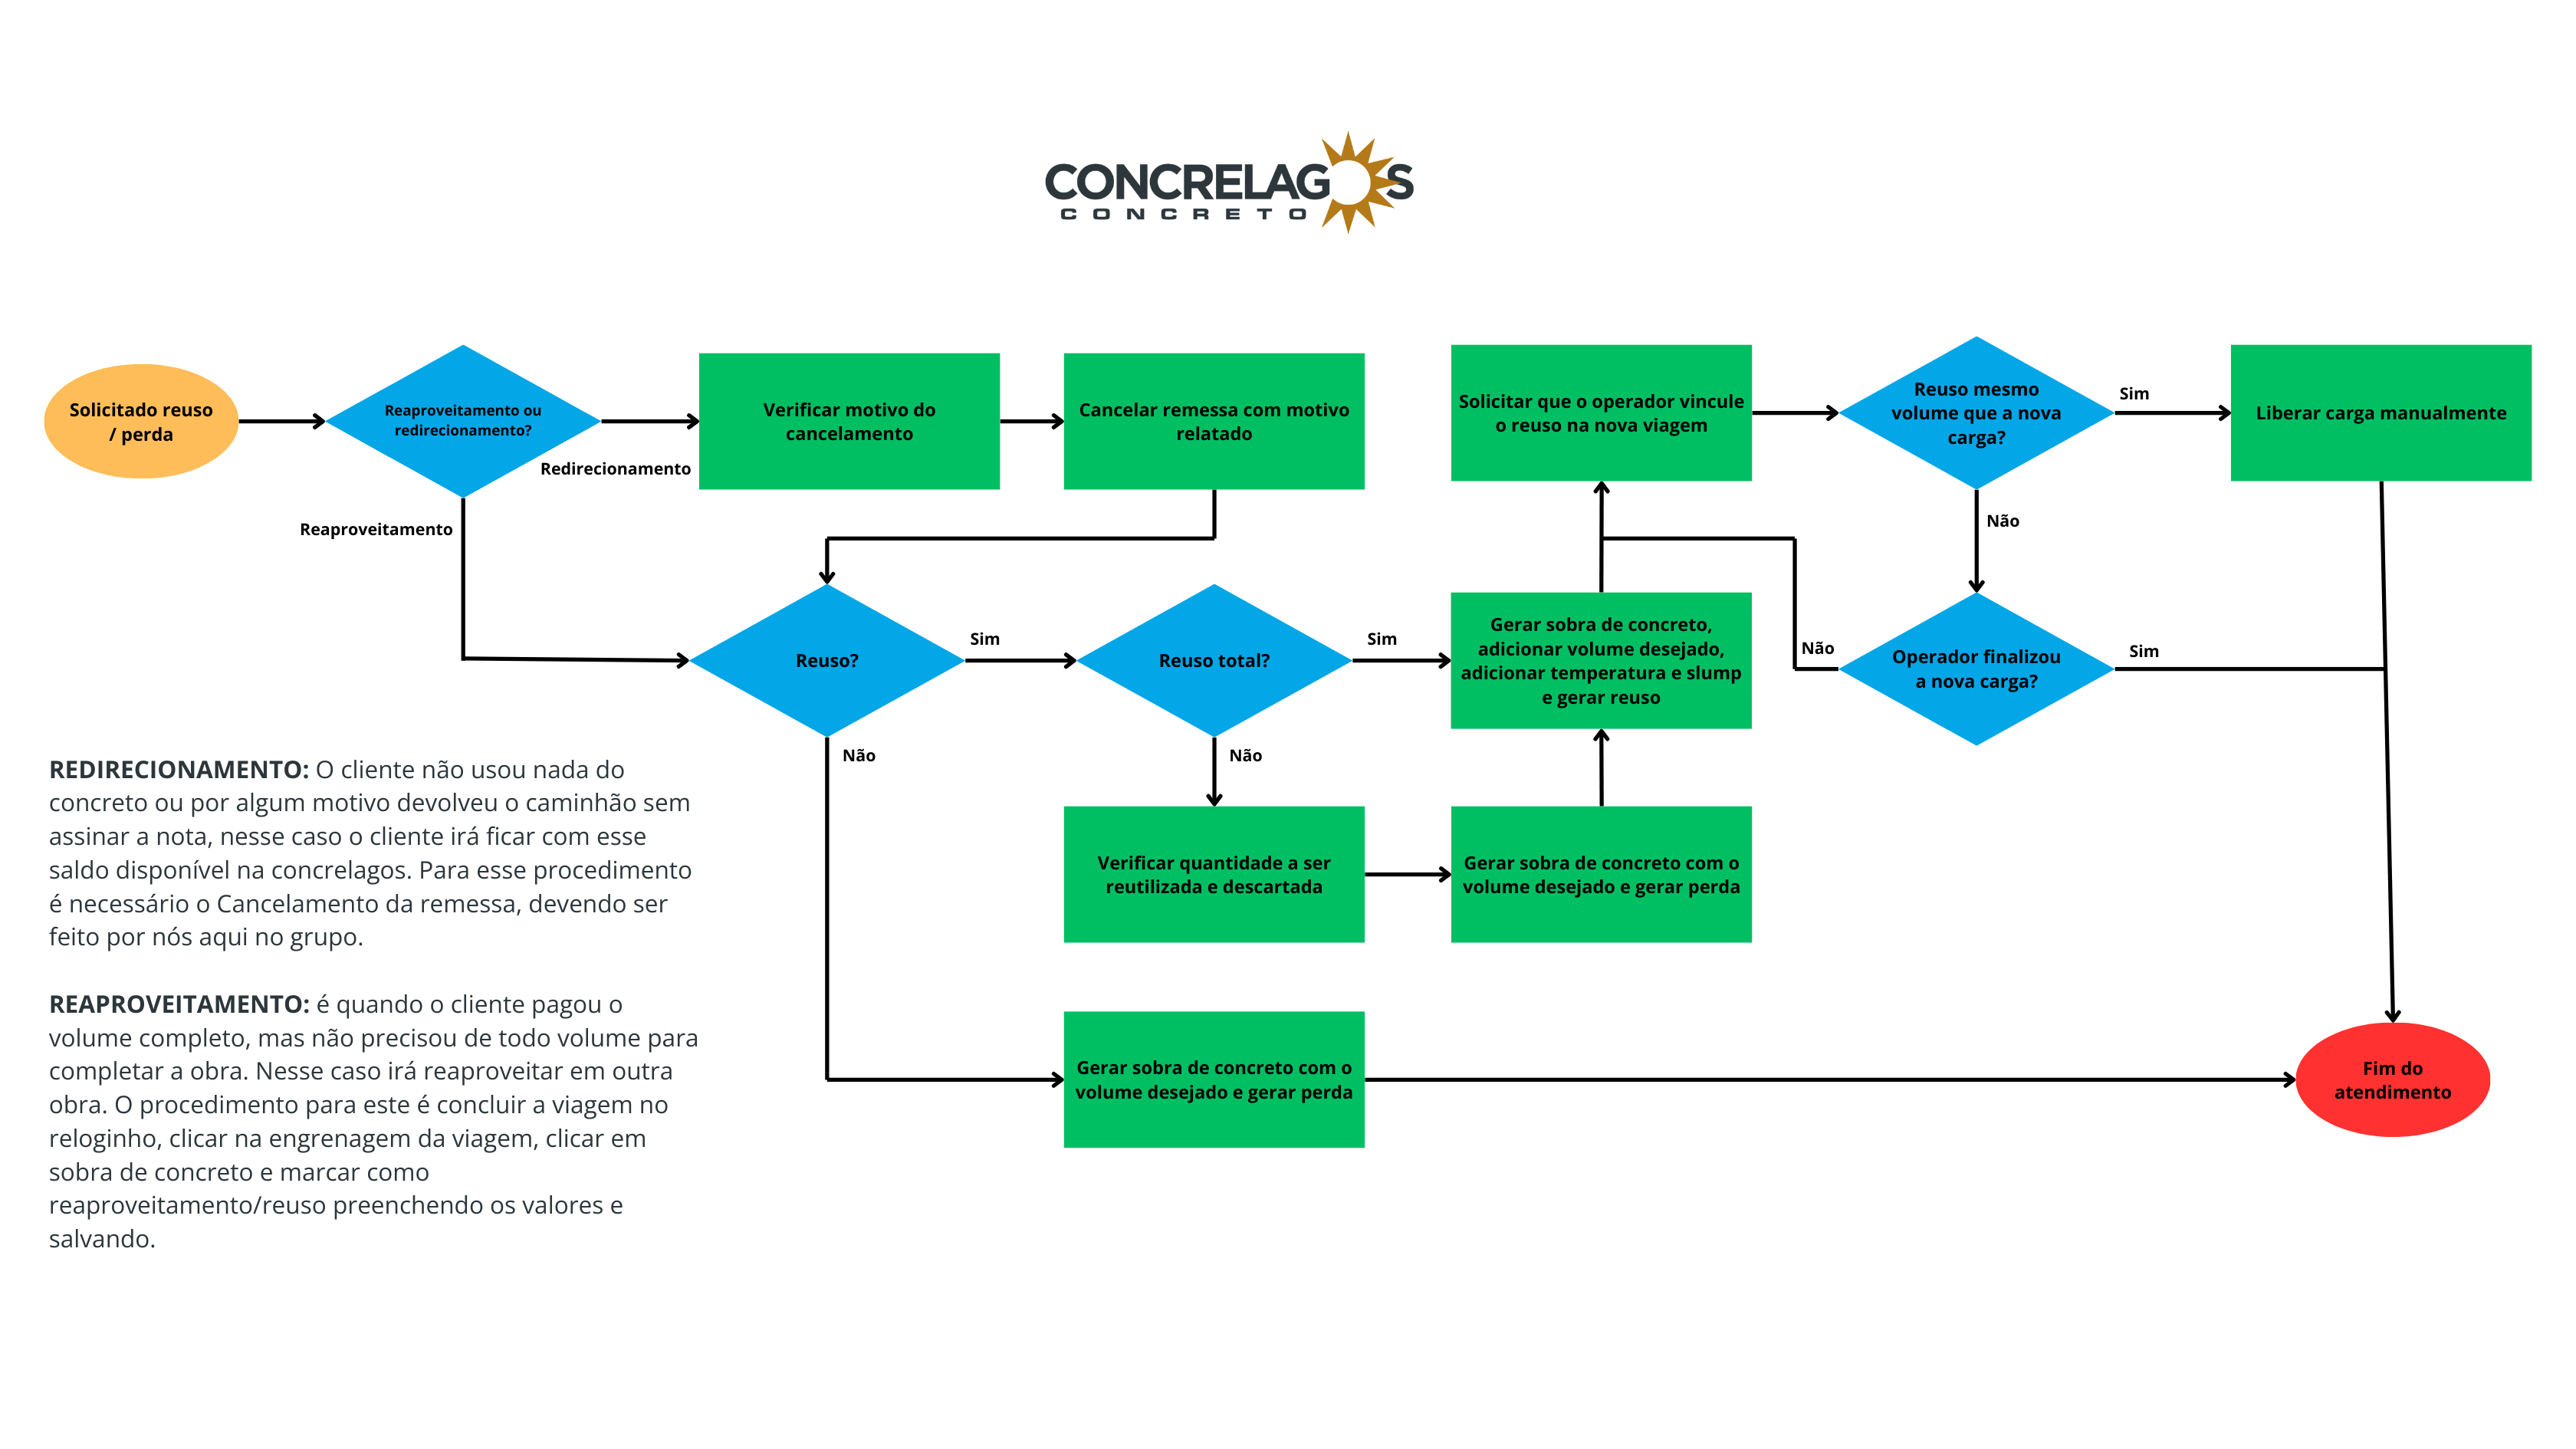 CONCRELAGOS
CONCRETO
Solicitado reuso
/ perda
Reaproveitamento ou
redirecionamento?
Redirecionamento
Reaproveitamento
Verificar motivo do
cancelamento
Cancelar remessa com motivo
relatado
Solicitar que o operador vincule
o reuso na nova viagem
Reuso mesmo
volume que a nova
carga?
Sim
Liberar carga manualmente
Não
Reuso?
Sim
Reuso total?
Sim
Gerar sobra de concreto,
adicionar volume desejado,
adicionar temperatura e slump
e gerar reuso
Não
Operador finalizou
a nova carga?
Sim
Não
Não
Verificar quantidade a ser
reutilizada e descartada
Gerar sobra de concreto com o
volume desejado e gerar perda
Gerar sobra de concreto com o
volume desejado e gerar perda
Fim do
atendimento
REDIRECIONAMENTO: O cliente não usou nada do
concreto ou por algum motivo devolveu o caminhão sem
assinar a nota, nesse caso o cliente irá ficar com esse
saldo disponível na concrelagos. Para esse procedimento
é necessário o Cancelamento da remessa, devendo ser
feito por nós aqui no grupo.
REAPROVEITAMENTO: é quando o cliente pagou o
volume completo, mas não precisou de todo volume para
completar a obra. Nesse caso irá reaproveitar em outra
obra. O procedimento para este é concluir a viagem no
reloginho, clicar na engrenagem da viagem, clicar em
sobra de concreto e marcar como
reaproveitamento/reuso preenchendo os valores e
salvando.